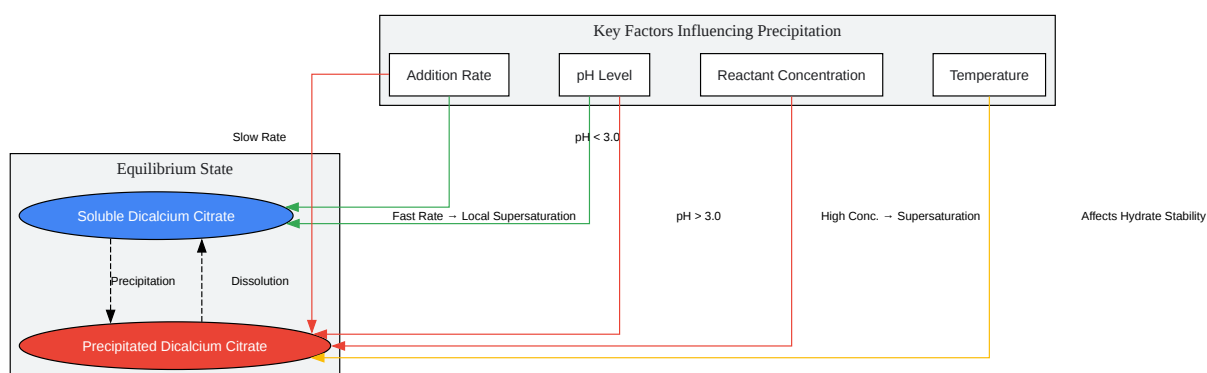 Key Factors Influencing Precipitation
Addition Rate
pH Level
Reactant Concentration
Temperature
Slow Rate
pH < 3.0
Equilibrium State
Soluble Dicalcium Citrate
Fast Rate → Local Supersaturation
pH > 3.0
High Conc. → Supersaturation
Affects Hydrate Stability
Precipitation
Dissolution
Precipitated Dicalcium Citrate